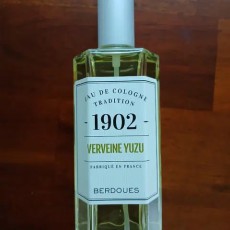 EAU DE COLOGNE
TRADITION
- 1902 -
VERVEINE YUZU
FABRIQUÉ EN FRANCE
BERDOUES